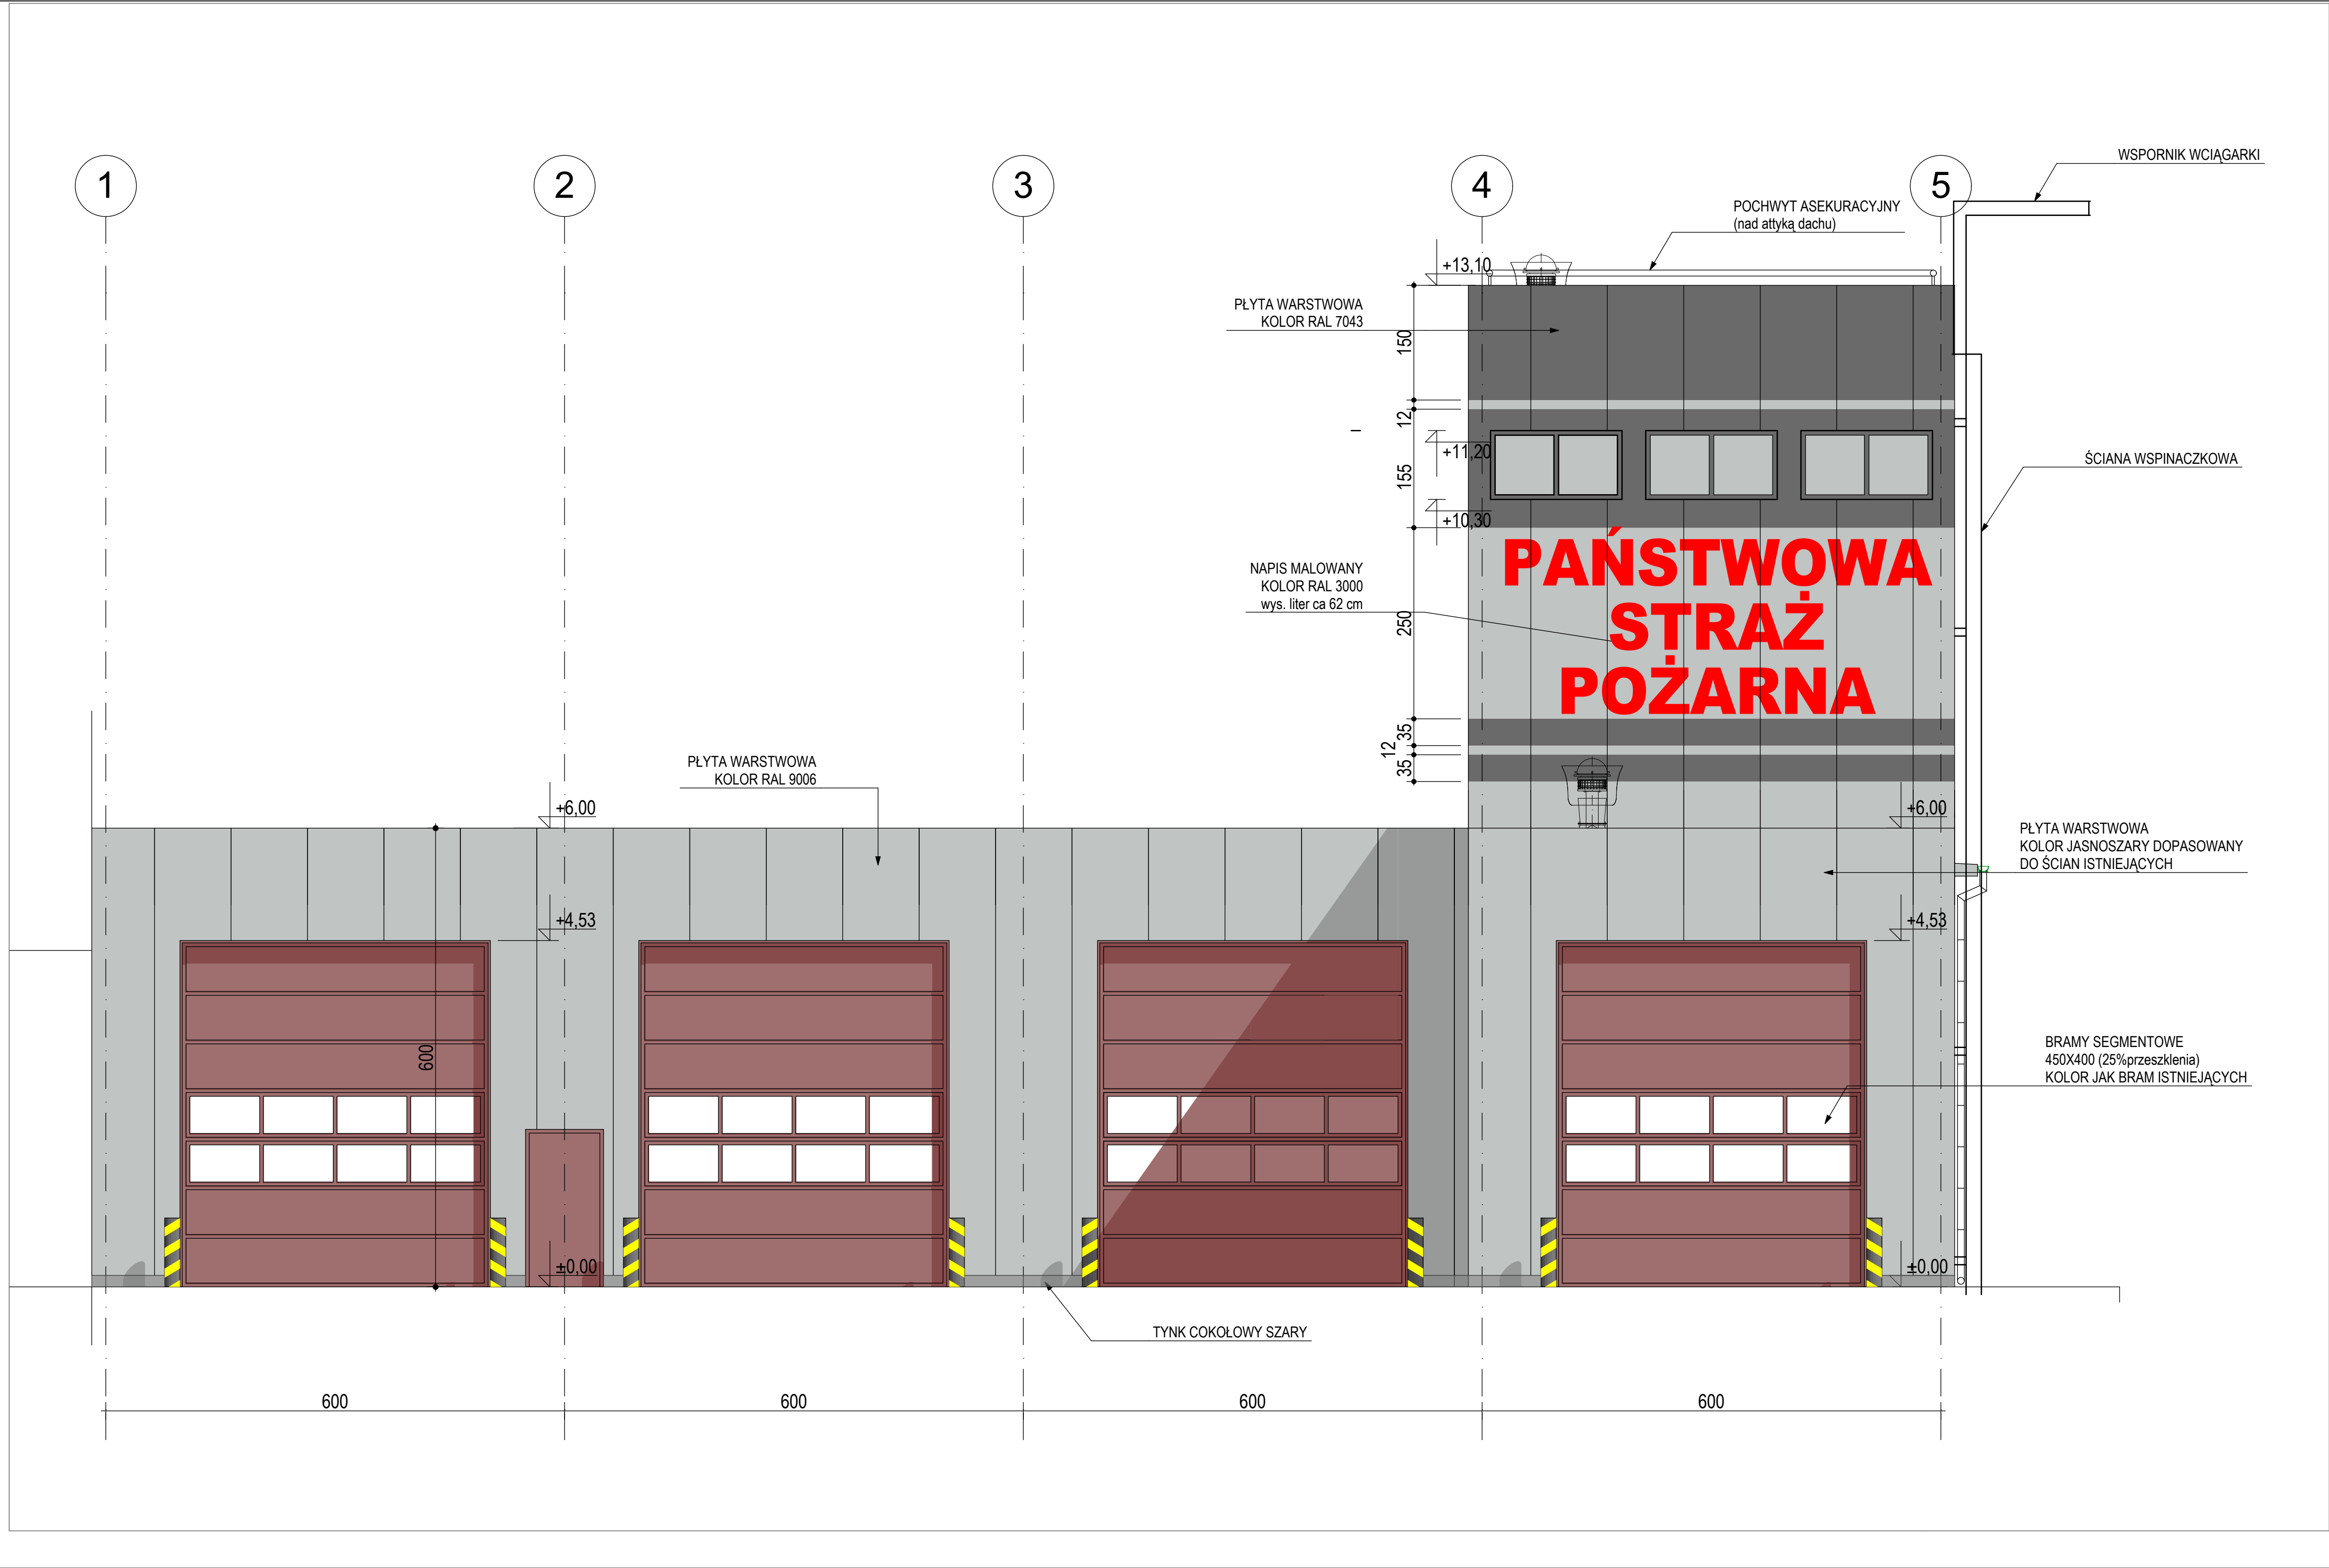 1
2
3
4
5
WSPORNIK WCIĄGARKI
POCHWYT ASEKURACYJNY
(nad attyką dachu)
+13,10
PŁYTA WARSTWOWA
KOLOR RAL 7043
150
12
+11,20
155
ŚCIANA WSPINACZKOWA
+10,30
PAŃSTWOWA
STRAŻ
POŻARNA
NAPIS MALOWANY
KOLOR RAL 3000
wys. liter ca 62 cm
250
35
12
35
PŁYTA WARSTWOWA
KOLOR RAL 9006
+6,00
+6,00
PŁYTA WARSTWOWA
KOLOR JASNOSZARY DOPASOWANY
DO ŚCIAN ISTNIEJĄCYCH
+4,53
+4,53
600
BRAMY SEGMENTOWE
450X400 (25%przeszklenia)
KOLOR JAK BRAM ISTNIEJĄCYCH
±0,00
±0,00
TYNK COKOŁOWY SZARY
600
600
600
600